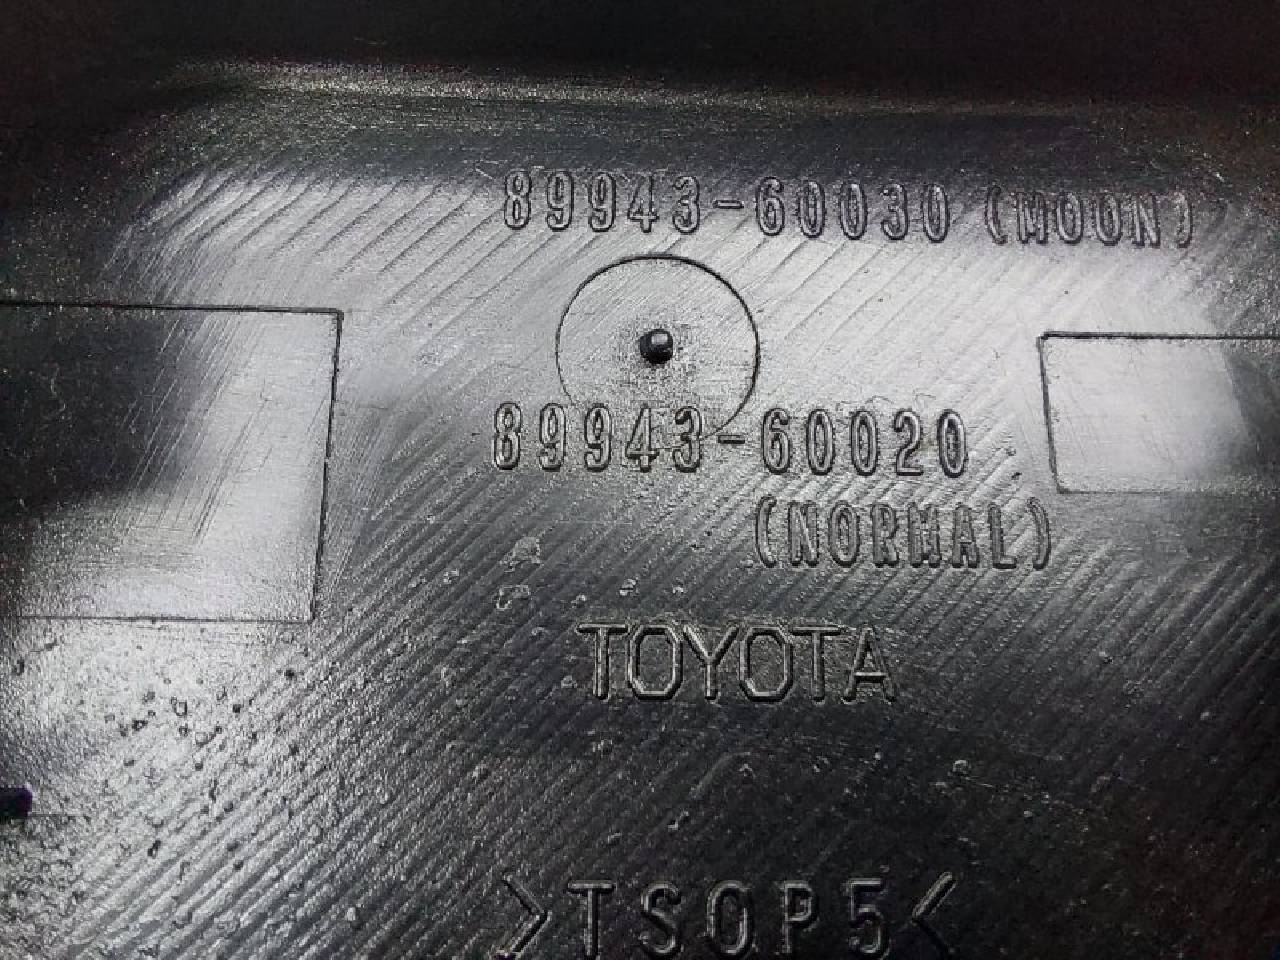 89943-60030 (MOON)
89943-60020
(NORMAL)
TOYOTA
>TSOP5<